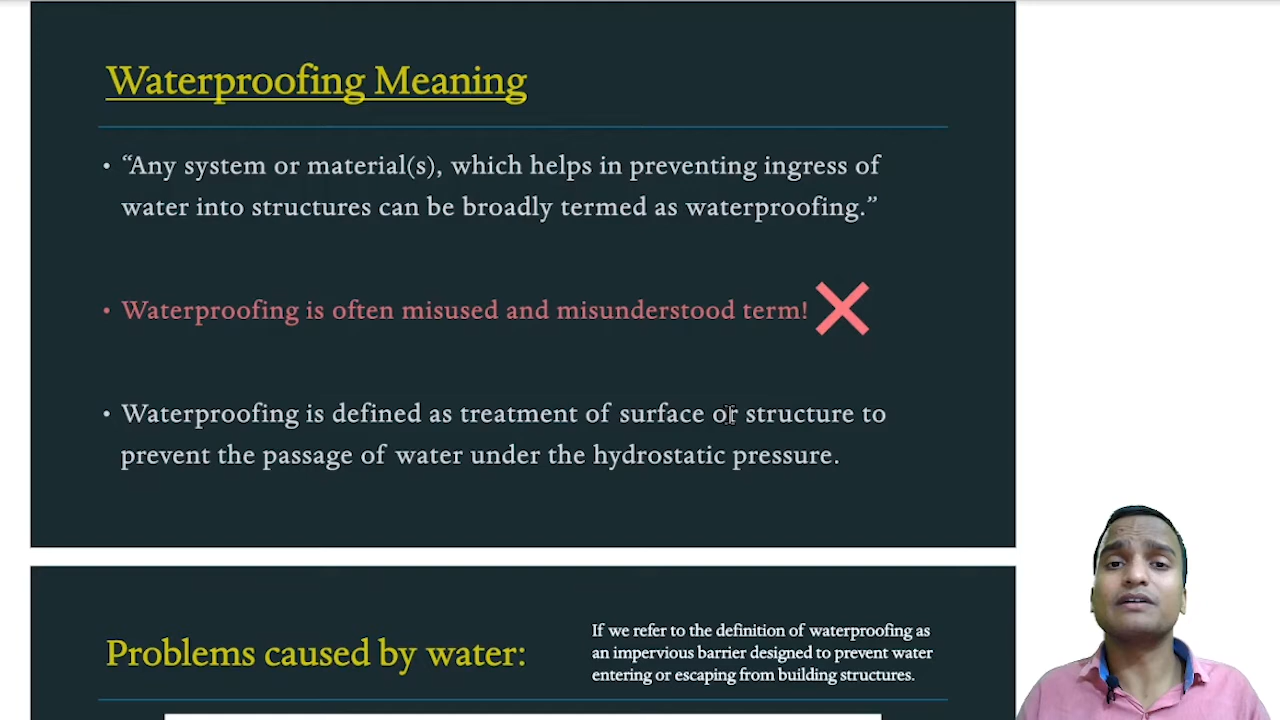 Waterproofing Meaning
• “Any system or material(s), which helps in preventing ingress of
water into structures can be broadly termed as waterproofing.”
• Waterproofing is often misused and misunderstood term!
• Waterproofing is defined as treatment of surface or structure to
prevent the passage of water under the hydrostatic pressure.
Problems caused by water:
If we refer to the definition of waterproofing as
an impervious barrier designed to prevent water
entering or escaping from building structures.